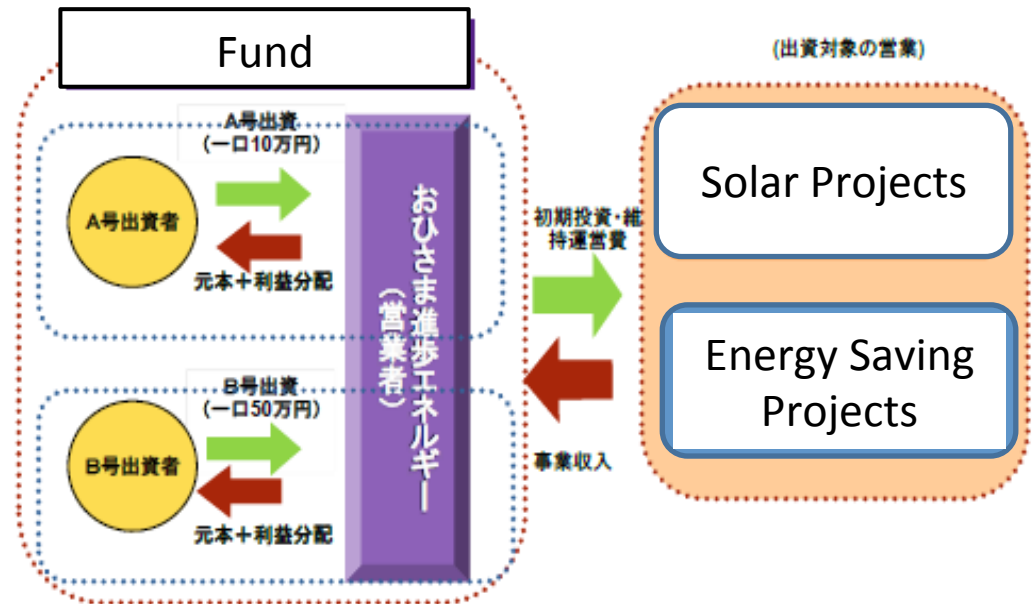 Fund
(出資対象の営業)
A号出資
(一口10万円)
A号出資者
元本+利益分配
B号出資
(一口50万円)
B号出資者
元本+利益分配
おひさま進歩エネルギー
(営業者)
初期投資・維
持運営費
事業収入
Solar Projects
Energy Saving
Projects